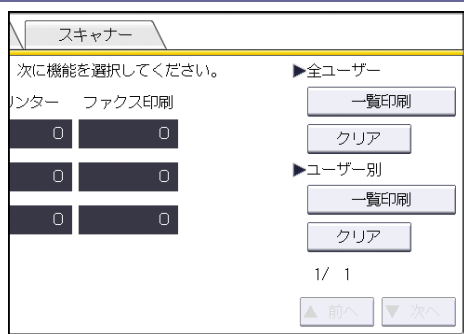 スキャナー
次に機能を選択してください。
▶全ユーザー
リンター ファクス印刷
一覧印刷
0 0
クリア
0 0
▶ユーザー別
一覧印刷
0 0
クリア
1/ 1
▲ 前へ ▼ 次へ